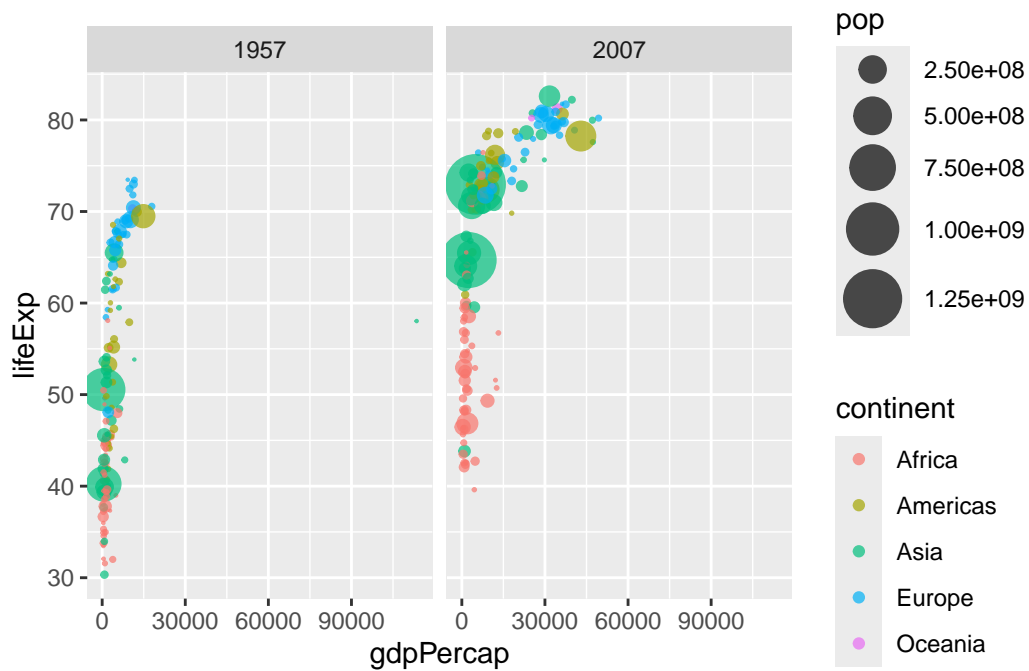 1957
2007
lifeExp
80
70
60
50
40
30
0
30000
60000
90000
0
30000
60000
90000
gdpPercap
pop
2.50e+08
5.00e+08
7.50e+08
1.00e+09
1.25e+09
continent
Africa
Americas
Asia
Europe
Oceania